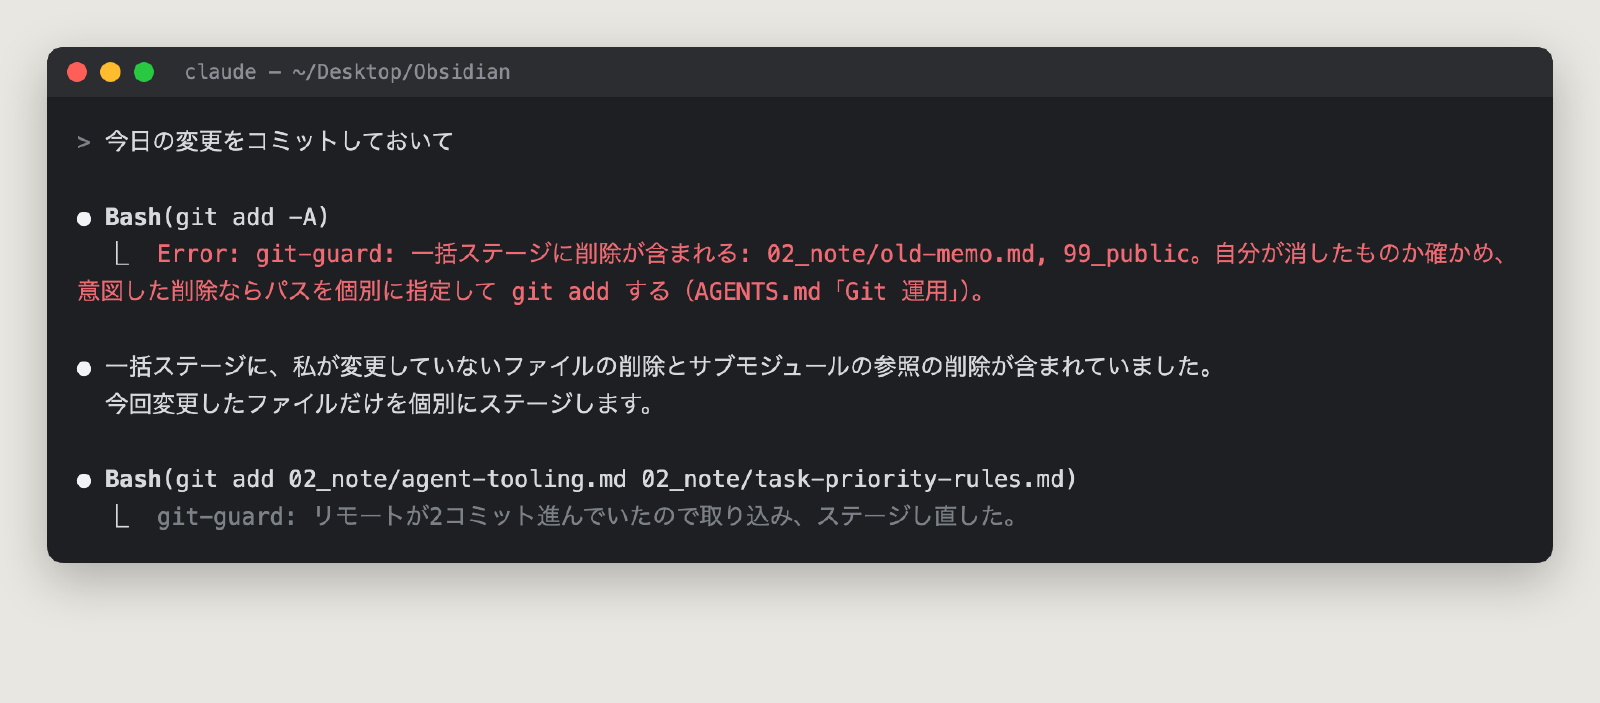 claude — ~/Desktop/Obsidian
> 今日の変更をコミットしておいて
● Bash(git add -A)
⎿ Error: git-guard: 一括ステージに削除が含まれる: 02_note/old-memo.md, 99_public。自分が消したものか確かめ、
意図した削除ならパスを個別に指定して git add する（AGENTS.md「Git 運用」）。
● 一括ステージに、私が変更していないファイルの削除とサブモジュールの参照の削除が含まれていました。
今回変更したファイルだけを個別にステージします。
● Bash(git add 02_note/agent-tooling.md 02_note/task-priority-rules.md)
⎿ git-guard: リモートが2コミット進んでいたので取り込み、ステージし直した。